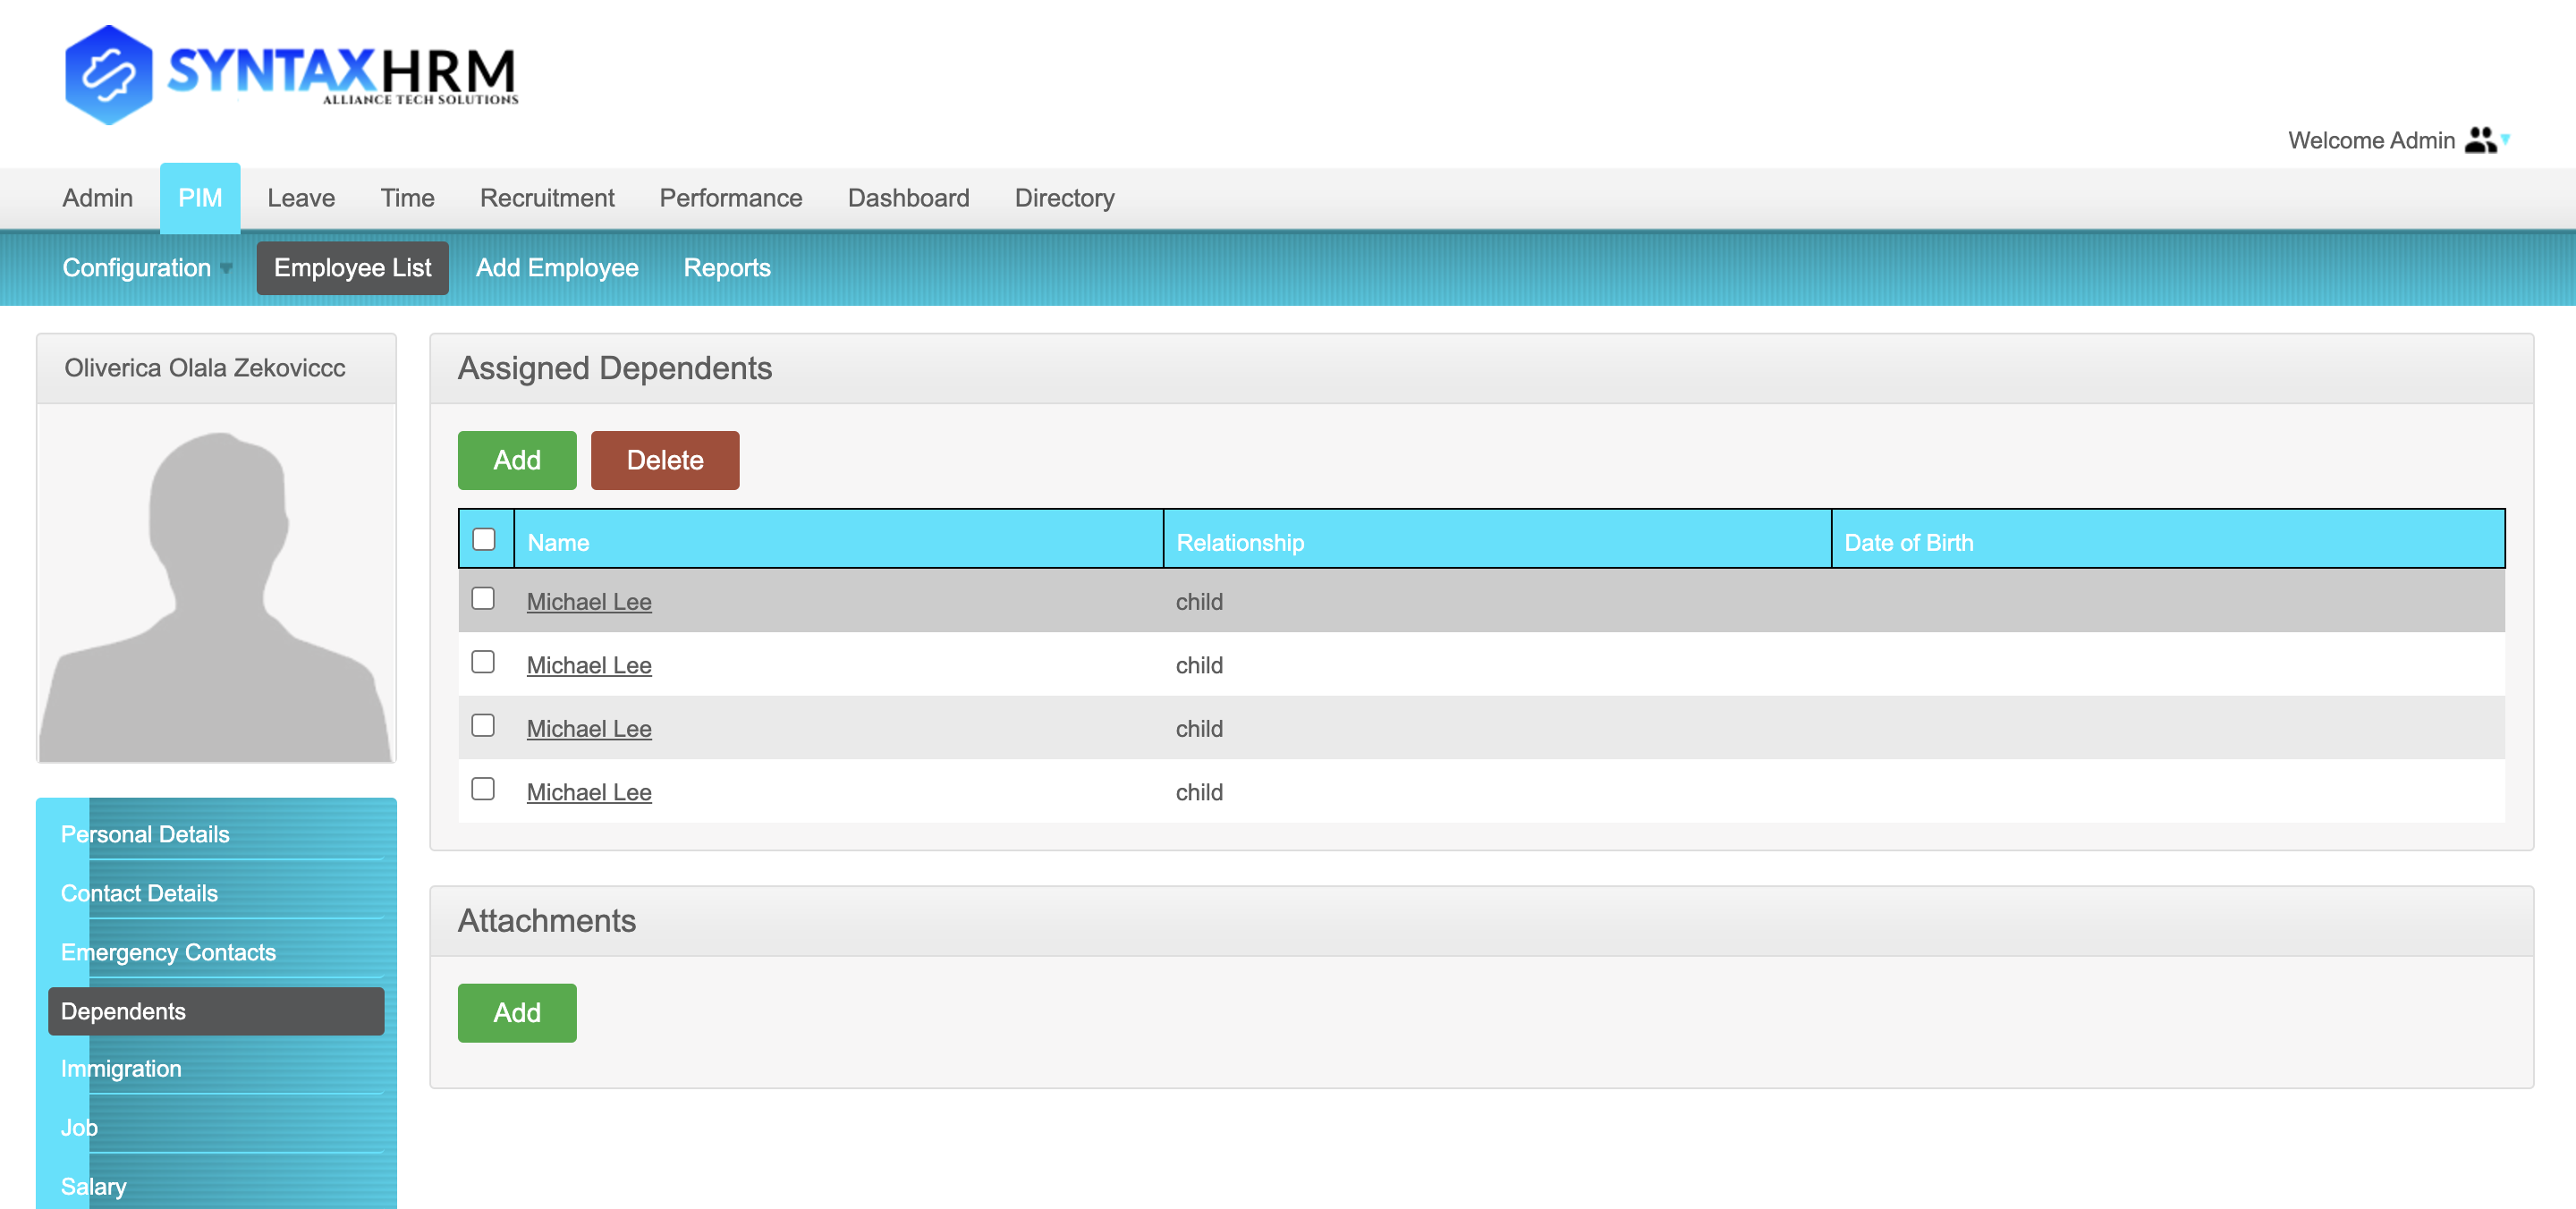 SYNTAXHRM
ALLIANCE TECH SOLUTIONS
Welcome Admin
Admin PIM Leave Time Recruitment Performance Dashboard Directory
Configuration Employee List Add Employee Reports
Oliverica Olala Zekoviccc
Personal Details
Contact Details
Emergency Contacts
Dependents
Immigration
Job
Salary
Assigned Dependents
Add Delete
Name Relationship Date of Birth
Michael Lee child
Michael Lee child
Michael Lee child
Michael Lee child
Attachments
Add